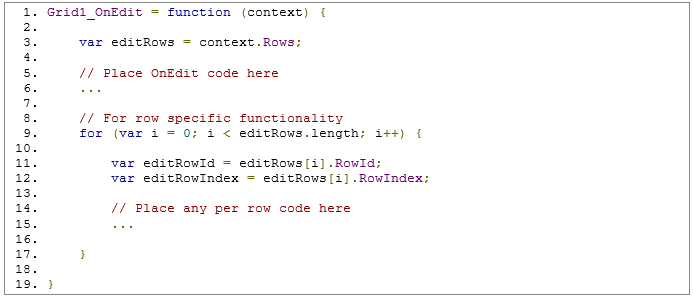 1. Grid1_OnEdit = function (context) {
2.
3.     var editRows = context.Rows;
4.
5.     // Place OnEdit code here
6.     ...
7.
8.     // For row specific functionality
9.     for (var i = 0; i < editRows.length; i++) {
10.
11.         var editRowId = editRows[i].RowId;
12.         var editRowIndex = editRows[i].RowIndex;
13.
14.         // Place any per row code here
15.         ...
16.
17.     }
18.
19. }